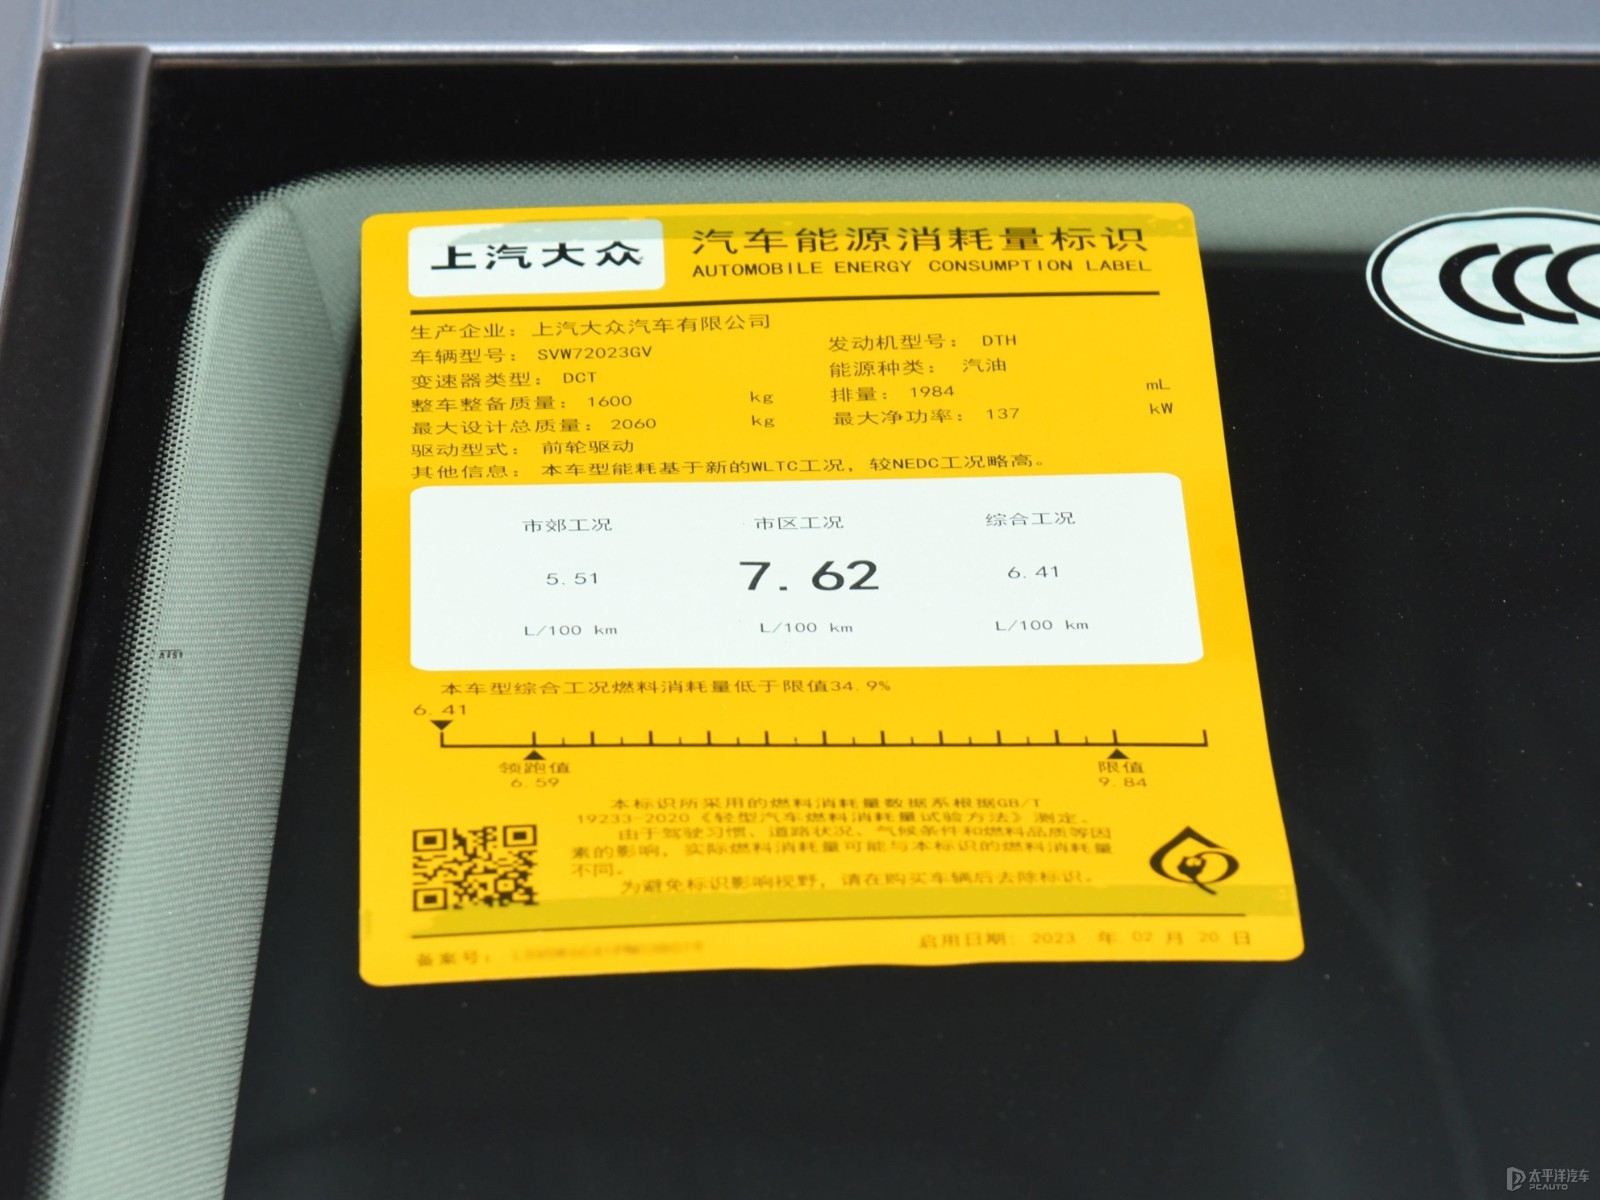 上汽大众
汽车能源消耗量标识
AUTOMOBILE ENERGY CONSUMPTION LABEL
生产企业：上汽大众汽车有限公司
车辆型号：SVW72023GV
发动机型号：DTH
变速器类型：DCT
能源种类：汽油
整车整备质量：1600 kg
排量：1984 mL
最大设计总质量：2060 kg
最大净功率：137 kW
驱动型式：前轮驱动
其他信息：本车型能耗基于新的WLTC工况，较NEDC工况略高。
市郊工况 市区工况 综合工况
5.51 7.62 6.41
L/100 km L/100 km L/100 km
本车型综合工况燃料消耗量低于限值34.9%
6.41
领跑值 限值
6.59 9.84
本标识所采用的燃料消耗量数据系根据GB/T
19233-2020《轻型汽车燃料消耗量试验方法》测定。
由于驾驶习惯、道路状况、气候条件和燃料品质等因
素的影响，实际燃料消耗量可能与本标识的燃料消耗量
不同。
为避免标识影响视野，请在购买车辆后去除标识。
备案号：
启用日期：2023 年 02 月 20 日
CCC
太平洋汽车
PCAUTO